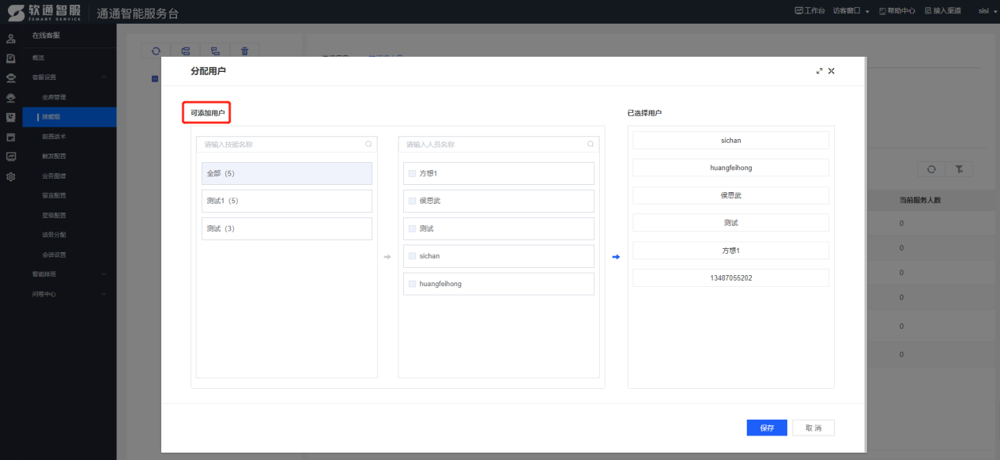 软通智服
iSMART SERVICE
通通智能服务台
工作台
访客窗口
帮助中心
接入渠道
sisi
在线客服
概览
客服设置
坐席管理
技能组
前置话术
触发配置
业务图谱
留言配置
星级配置
话务分配
会话设置
智能排班
问答中心
分配用户
可添加用户
请输入技能名称
全部（5）
测试1（5）
测试（3）
请输入人员名称
方想1
侯思武
测试
sichan
huangfeihong
已选择用户
sichan
huangfeihong
侯思武
测试
方想1
13487055202
保存
取 消
当前服务人数
0
0
0
0
0
0